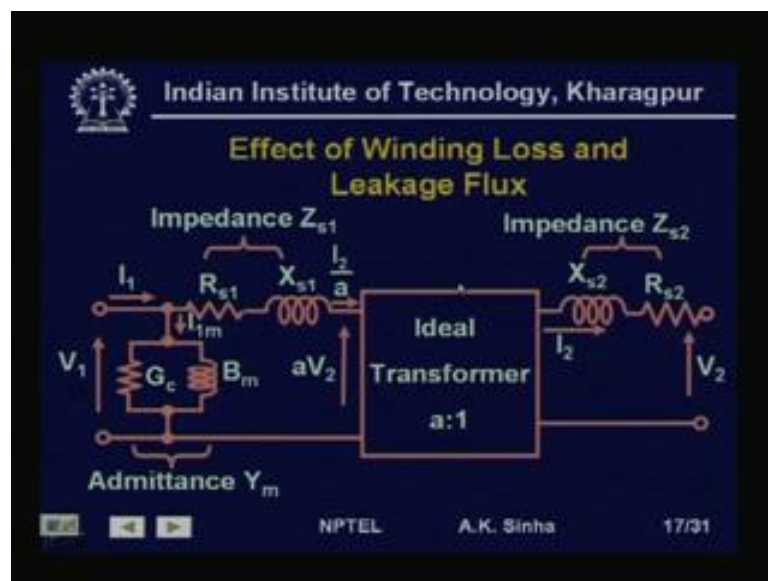 Indian Institute of Technology, Kharagpur
Effect of Winding Loss and
Leakage Flux
Impedance Zs1
Impedance Zs2
I1
Rs1
Xs1
I2
a
Xs2
Rs2
I1m
I2
V1
Gc
Bm
aV2
Ideal
Transformer
a:1
V2
Admittance Ym
NPTEL A.K. Sinha 17/31